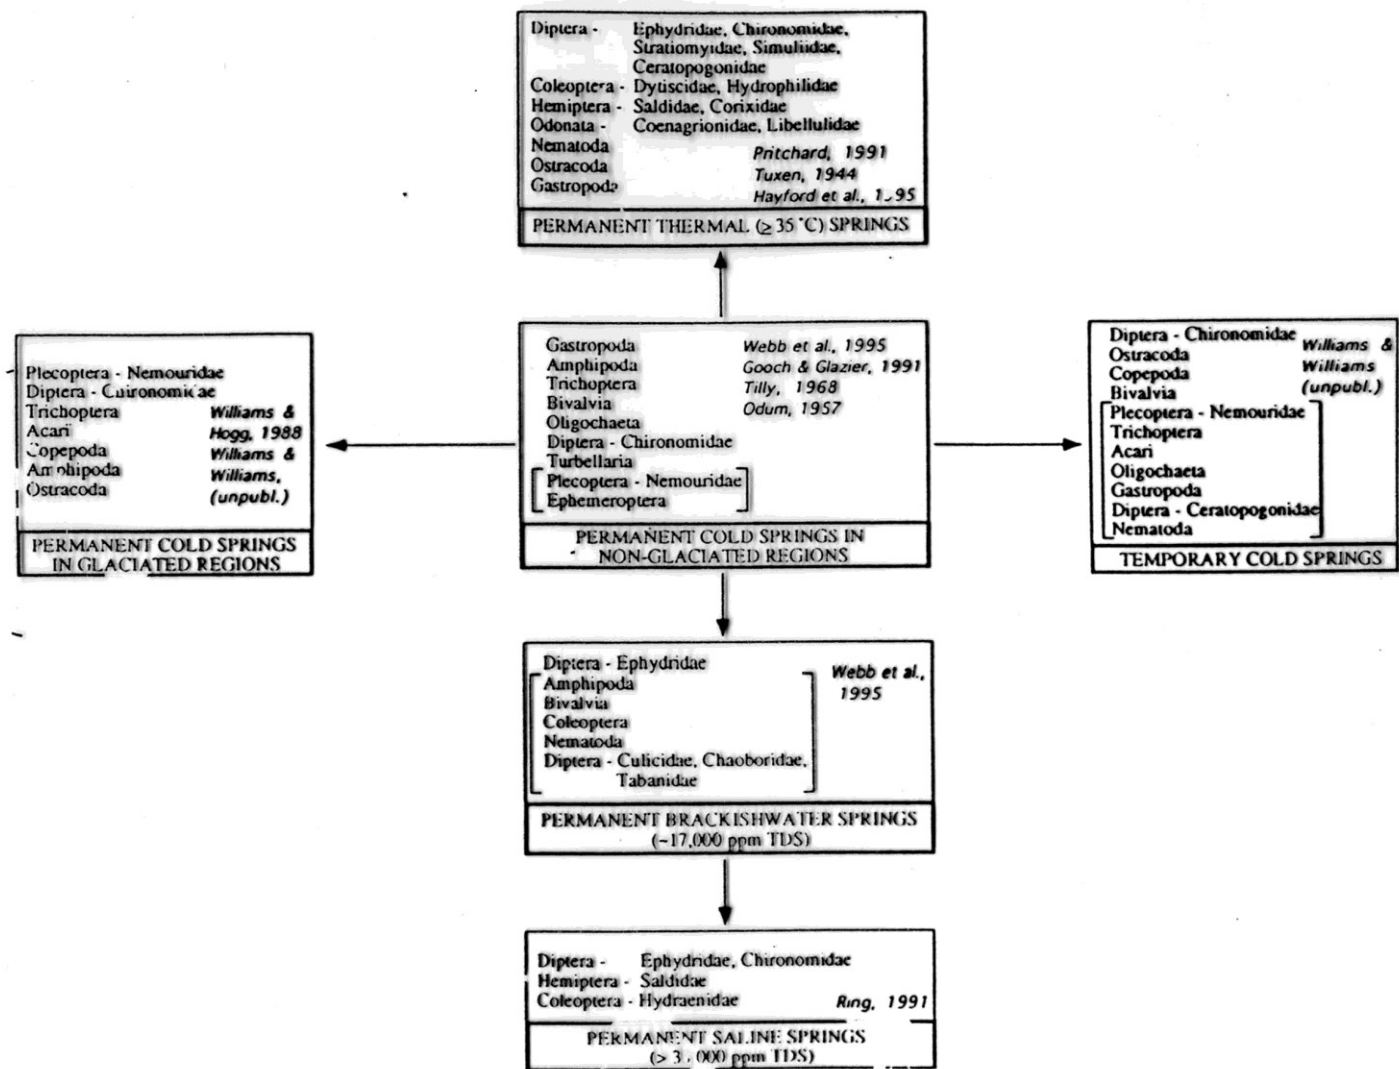 Diptera - Ephydridae, Chironomidae,
Stratiomyidae, Simuliidae,
Ceratopogonidae
Coleoptera - Dytiscidae, Hydrophilidae
Hemiptera - Saldidae, Corixidae
Odonata - Coenagrionidae, Libellulidae
Nematoda
Ostracoda
Gastropoda
Pritchard, 1991
Tuxen, 1944
Hayford et al.,
PERMANENT THERMAL (≥ 35 °C) SPRINGS
Plecoptera - Nemouridae
Diptera - Chironomidae
Trichoptera
Acari
Copepoda
Amphipoda
Ostracoda
Williams &
Hogg, 1988
Williams &
Williams,
(unpubl.)
PERMANENT COLD SPRINGS
IN GLACIATED REGIONS
Gastropoda
Amphipoda
Trichoptera
Bivalvia
Oligochaeta
Diptera - Chironomidae
Turbellaria
[Plecoptera - Nemouridae
Ephemeroptera]
Webb et al., 1995
Gooch & Glazier, 1991
Tilly, 1968
Odum, 1957
PERMANENT COLD SPRINGS IN
NON-GLACIATED REGIONS
Diptera - Chironomidae
Ostracoda
Copepoda
Bivalvia
[Plecoptera - Nemouridae
Trichoptera
Acari
Oligochaeta
Gastropoda
Diptera - Ceratopogonidae
Nematoda]
Williams &
Williams
(unpubl.)
TEMPORARY COLD SPRINGS
Diptera - Ephydridae
[Amphipoda
Bivalvia
Coleoptera
Nematoda
Diptera - Culicidae, Chaoboridae,
Tabanidae]
Webb et al.,
1995
PERMANENT BRACKISHWATER SPRINGS
(~17,000 ppm TDS)
Diptera - Ephydridae, Chironomidae
Hemiptera - Saldidae
Coleoptera - Hydraenidae
Ring, 1991
PERMANENT SALINE SPRINGS
ppm TDS)